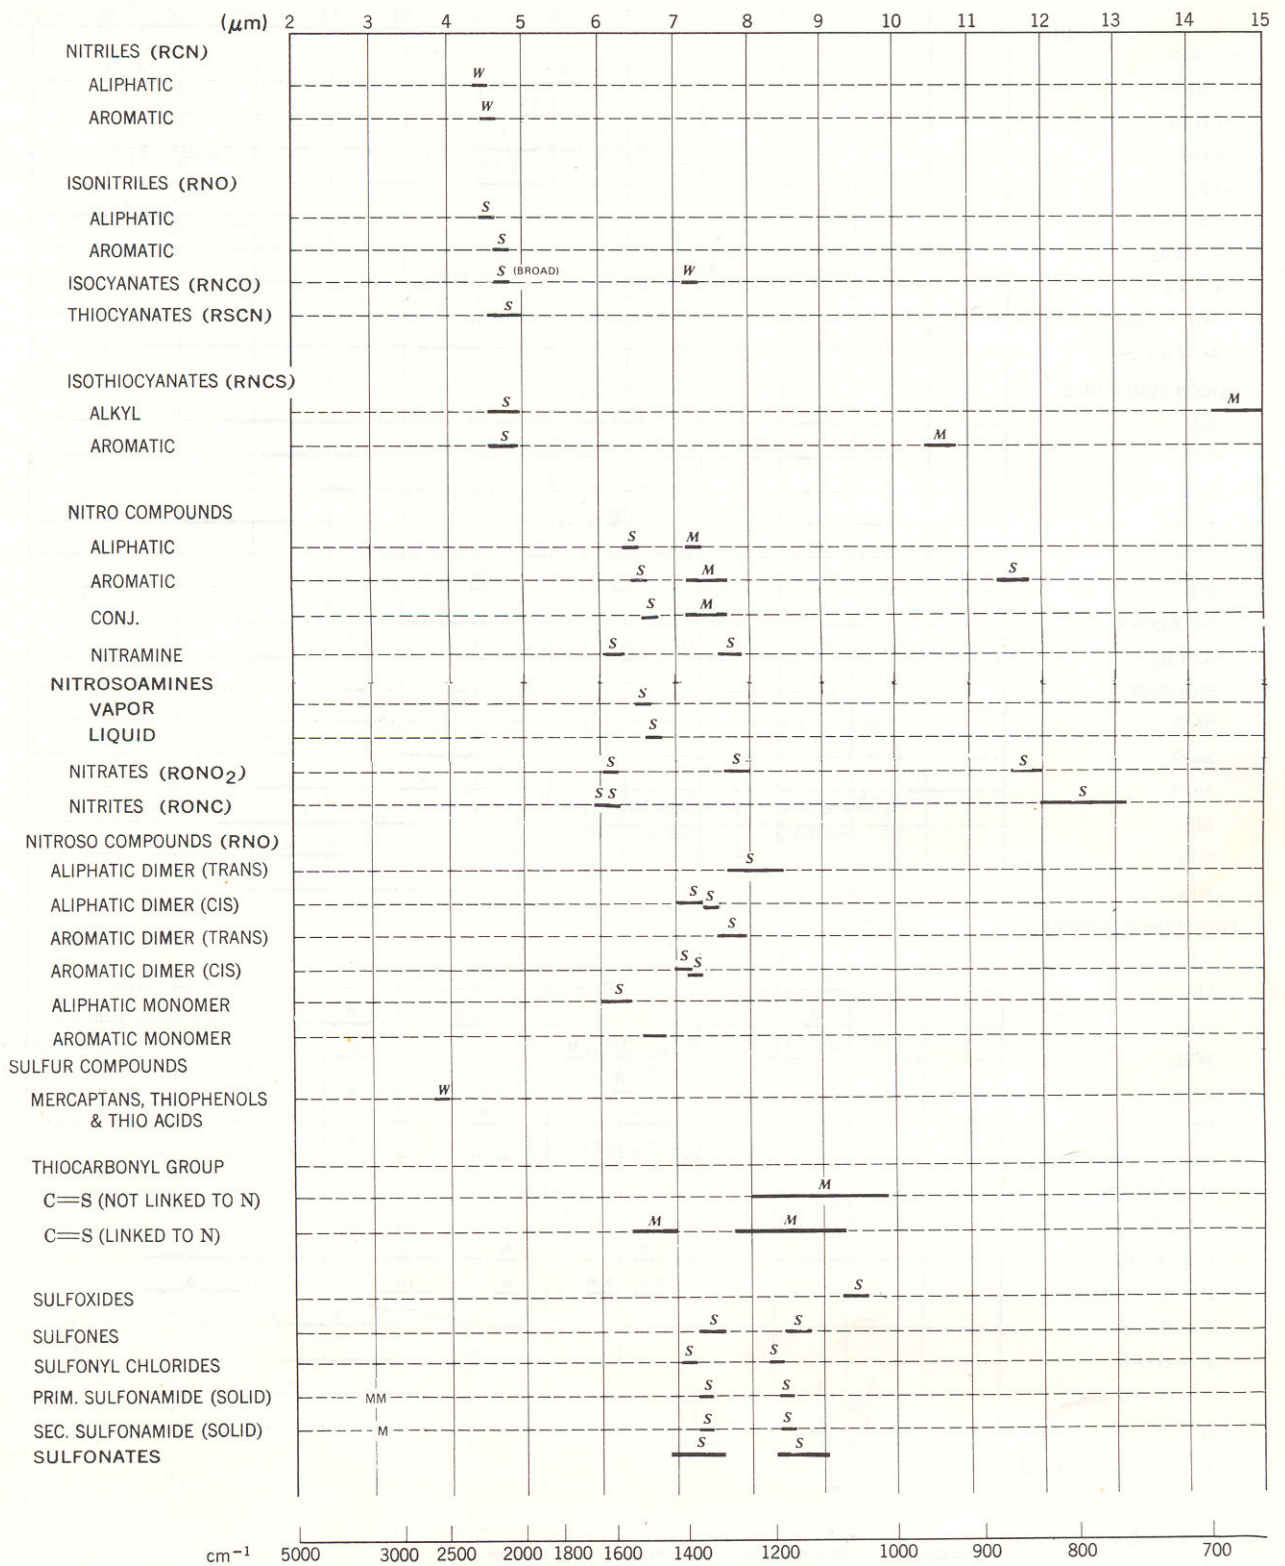 (μm) 2 3 4 5 6 7 8 9 10 11 12 13 14 15
NITRILES (RCN)
W
ALIPHATIC
W
AROMATIC
ISONITRILES (RNO)
S
ALIPHATIC
S
AROMATIC
S (BROAD) W
ISOCYANATES (RNCO)
S
THIOCYANATES (RSCN)
ISOTHIOCYANATES (RNCS)
S M
ALKYL
S M
AROMATIC
NITRO COMPOUNDS
S M
ALIPHATIC
S M S
AROMATIC
S M
CONJ.
S S
NITRAMINE
NITROSOAMINES
S
VAPOR
S
LIQUID
S S S
NITRATES (RONO2)
S S S
NITRITES (RONC)
NITROSO COMPOUNDS (RNO)
S
ALIPHATIC DIMER (TRANS)
S S
ALIPHATIC DIMER (CIS)
S
AROMATIC DIMER (TRANS)
S S
AROMATIC DIMER (CIS)
S
ALIPHATIC MONOMER
AROMATIC MONOMER
SULFUR COMPOUNDS
W
MERCAPTANS, THIOPHENOLS
& THIO ACIDS
THIOCARBONYL GROUP
M
C=S (NOT LINKED TO N)
M M
C=S (LINKED TO N)
S
SULFOXIDES
S S
SULFONES
S S
SULFONYL CHLORIDES
S S
PRIM. SULFONAMIDE (SOLID) MM
S S
SEC. SULFONAMIDE (SOLID) M
S S
SULFONATES
cm−1 5000 3000 2500 2000 1800 1600 1400 1200 1000 900 800 700